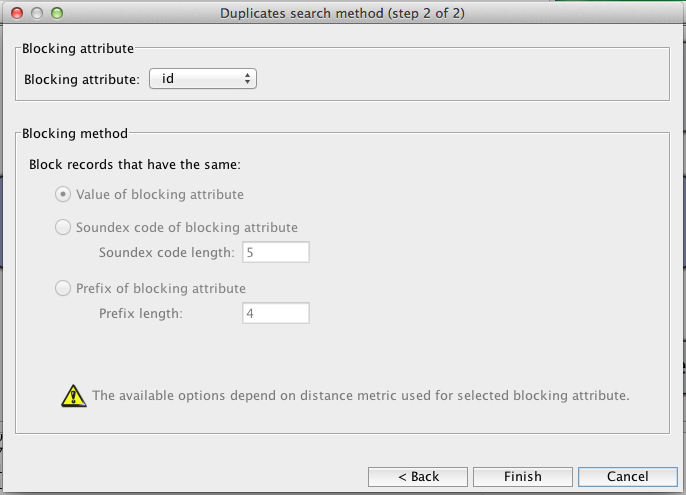 Duplicates search method (step 2 of 2)
Blocking attribute
Blocking attribute: id
Blocking method
Block records that have the same:
Value of blocking attribute
Soundex code of blocking attribute
Soundex code length: 5
Prefix of blocking attribute
Prefix length: 4
The available options depend on distance metric used for selected blocking attribute.
< Back Finish Cancel